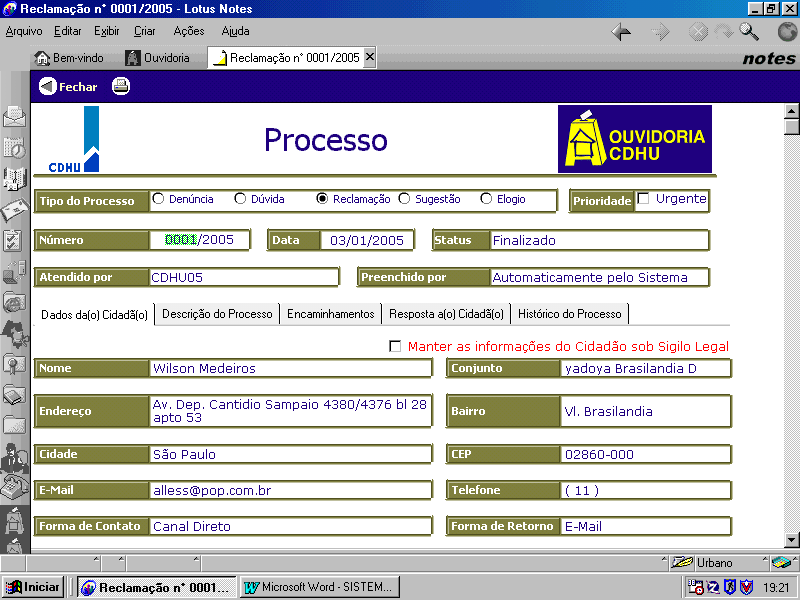 Reclamação n° 0001/2005 - Lotus Notes
Arquivo Editar Exibir Criar Ações Ajuda
Bem-vindo Ouvidoria Reclamação n° 0001/2005
notes
Fechar
CDHU
Processo
OUVIDORIA
CDHU
Tipo do Processo Denúncia Dúvida Reclamação Sugestão Elogio Prioridade Urgente
Número 0001/2005 Data 03/01/2005 Status Finalizado
Atendido por CDHU05 Preenchido por Automaticamente pelo Sistema
Dados da(o) Cidadã(o) Descrição do Processo Encaminhamentos Resposta a(o) Cidadã(o) Histórico do Processo
Manter as informações do Cidadão sob Sigilo Legal
Nome Wilson Medeiros Conjunto yadoya Brasilandia D
Endereço Av. Dep. Cantidio Sampaio 4380/4376 bl 28
apto 53
Bairro Vl. Brasilandia
Cidade São Paulo CEP 02860-000
E-Mail alless@pop.com.br Telefone ( 11 )
Forma de Contato Canal Direto Forma de Retorno E-Mail
Urbano
Iniciar Reclamação n° 0001... Microsoft Word - SISTEM... 19:21